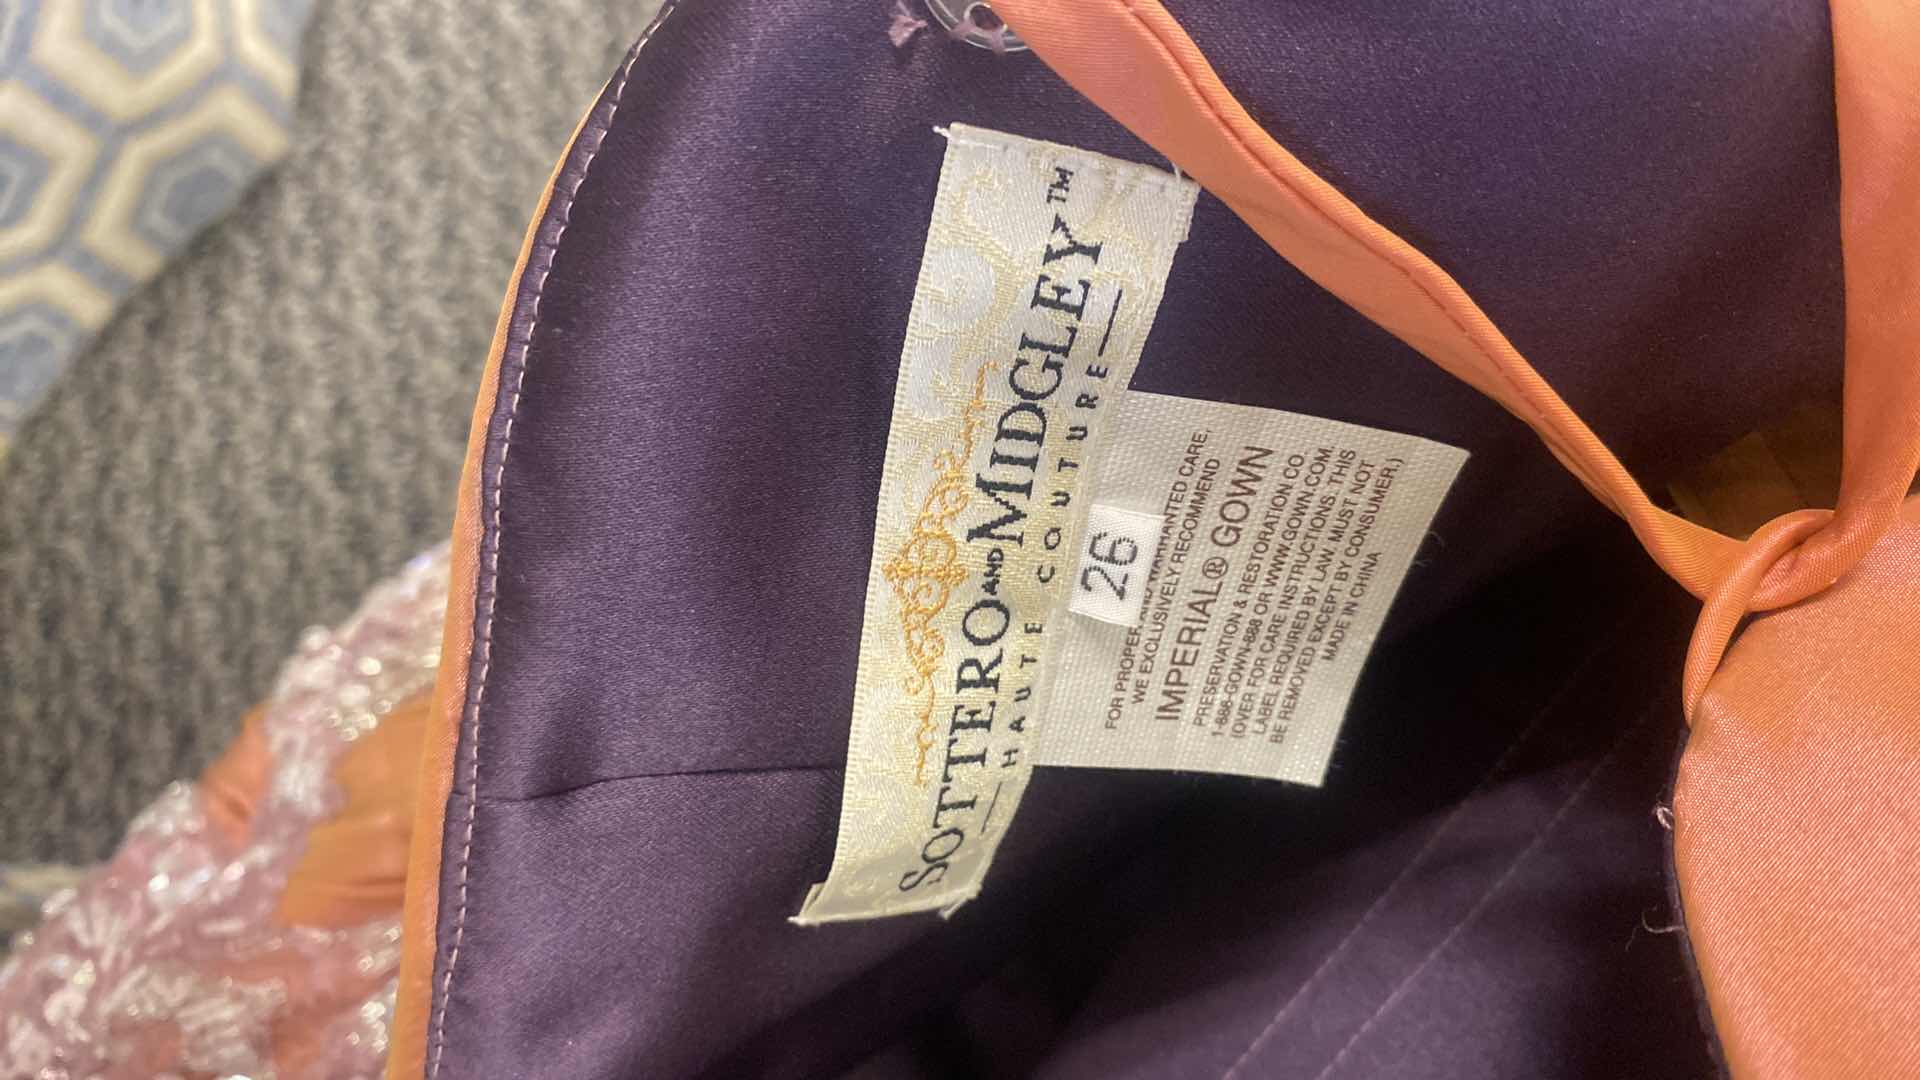 SOTTERO AND MIDGLEY™
HAUTE COUTURE
26
FOR PROPER AND WARRANTED CARE,
WE EXCLUSIVELY RECOMMEND
IMPERIAL® GOWN
PRESERVATION & RESTORATION CO.
1-888-GOWN-888 OR WWW.GOWN.COM.
(OVER FOR CARE INSTRUCTIONS. THIS
LABEL REQUIRED BY LAW. MUST NOT
BE REMOVED EXCEPT BY CONSUMER.)
MADE IN CHINA